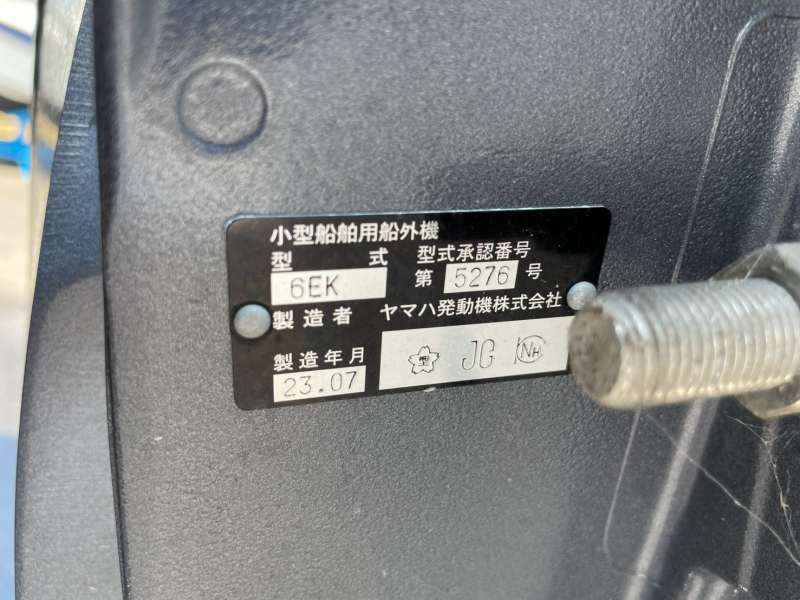 小型船舶用船外機
型 式 型式承認番号
6EK 第 5276 号
製造者 ヤマハ発動機株式会社
製造年月
23.07 型 JG NH